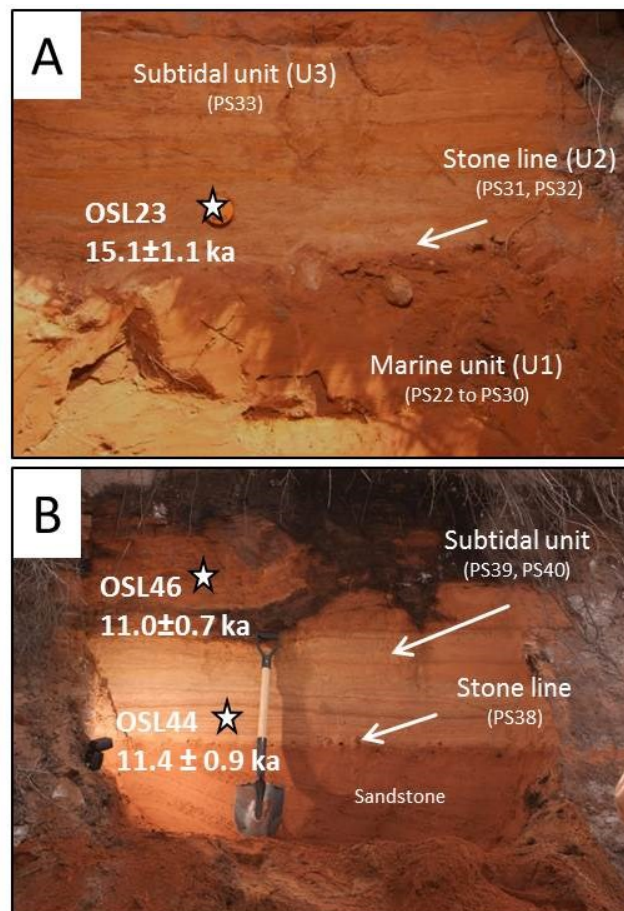 A
Subtidal unit (U3)
(PS33)
Stone line (U2)
(PS31, PS32)
OSL23
15.1±1.1 ka
Marine unit (U1)
(PS22 to PS30)
B
Subtidal unit
(PS39, PS40)
OSL46
11.0±0.7 ka
Stone line
(PS38)
OSL44
11.4 ± 0.9 ka
Sandstone